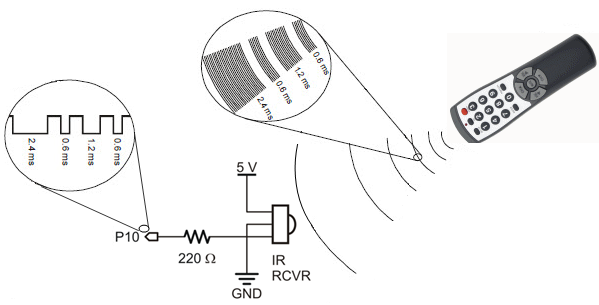 2.4 ms
0.6 ms
1.2 ms
0.6 ms
2.4 ms
0.6 ms
1.2 ms
0.6 ms
5 V
P10
220 Ω
IR
RCVR
GND